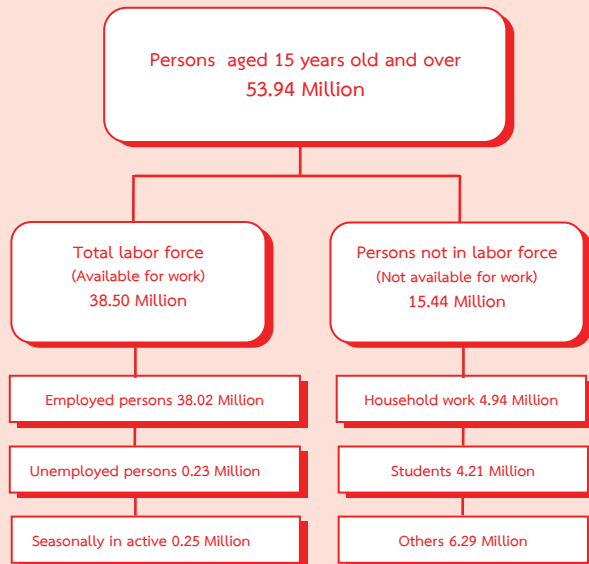 Persons aged 15 years old and over
53.94 Million
Total labor force
(Available for work)
38.50 Million
Persons not in labor force
(Not available for work)
15.44 Million
Employed persons 38.02 Million
Household work 4.94 Million
Unemployed persons 0.23 Million
Students 4.21 Million
Seasonally in active 0.25 Million
Others 6.29 Million